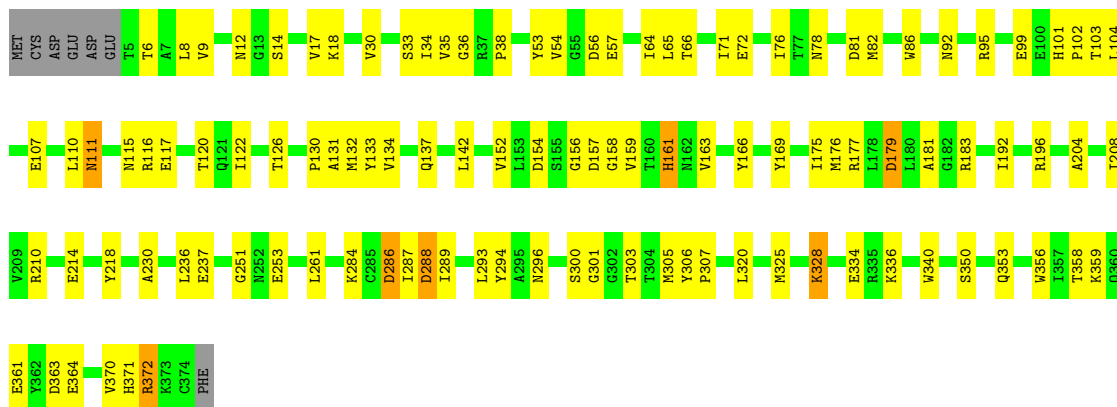 MET CYS ASP GLU ASP GLU T5 T6 A7 L8 V9 N12 G13 S14 V17 K18 V30 S33 I34 V35 G36 R37 P38 Y53 V54 G55 D56 E57 I64 L65 T66 I71 E72 I76 T77 N78 D81 M82 W86 N92 R95 E99 E100 H101 P102 T103 L104
E107 L110 N111 N115 R116 E117 T120 Q121 I122 T126 P130 A131 M132 Y133 V134 Q137 L142 V152 L153 D154 S155 G156 D157 G158 V159 T160 H161 N162 V163 Y166 Y169 I175 M176 R177 L178 D179 L180 A181 G182 R183 I192 R196 A204 I208
V209 R210 E214 Y218 A230 L236 E237 G251 N252 E253 L261 K284 C285 D286 I287 D288 I289 L293 Y294 A295 N296 S300 G301 G302 T303 T304 M305 Y306 P307 L320 M325 K328 E334 R335 K336 W340 S350 Q353 W356 I357 T358 K359 Q360
E361 Y362 D363 E364 V370 H371 R372 K373 C374 PHE